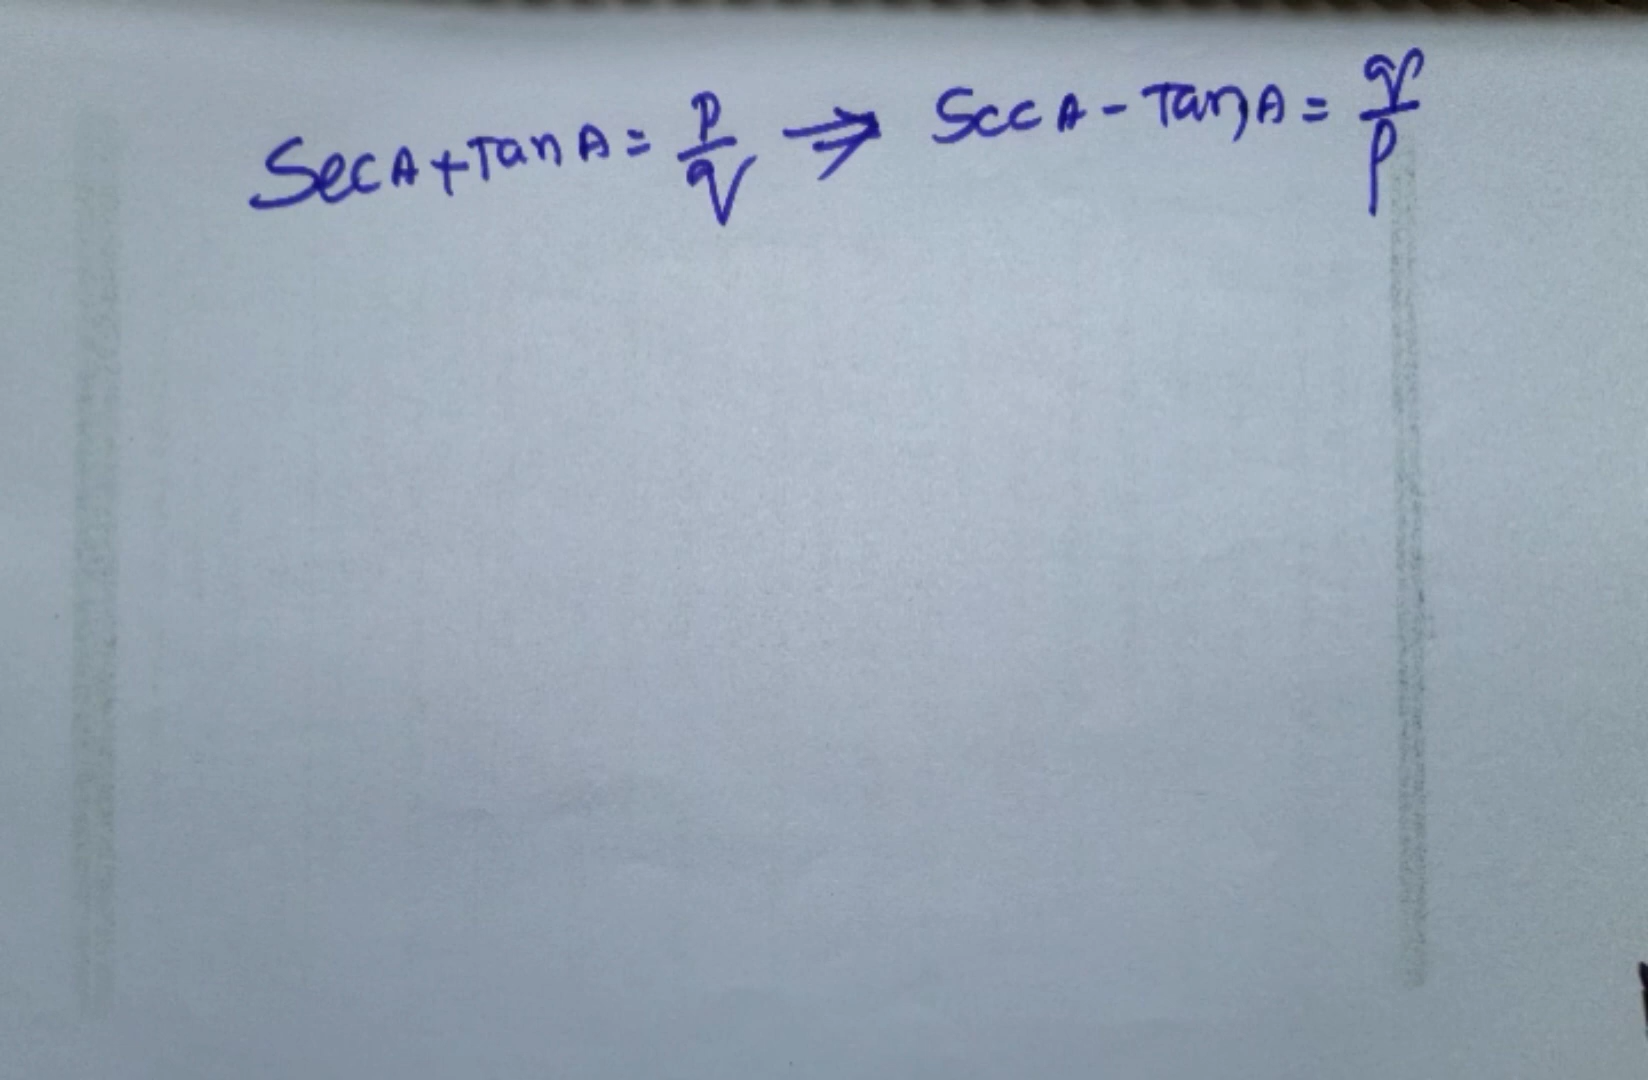 SecA+TanA = p/q ⇒ SecA - TanA = q/p